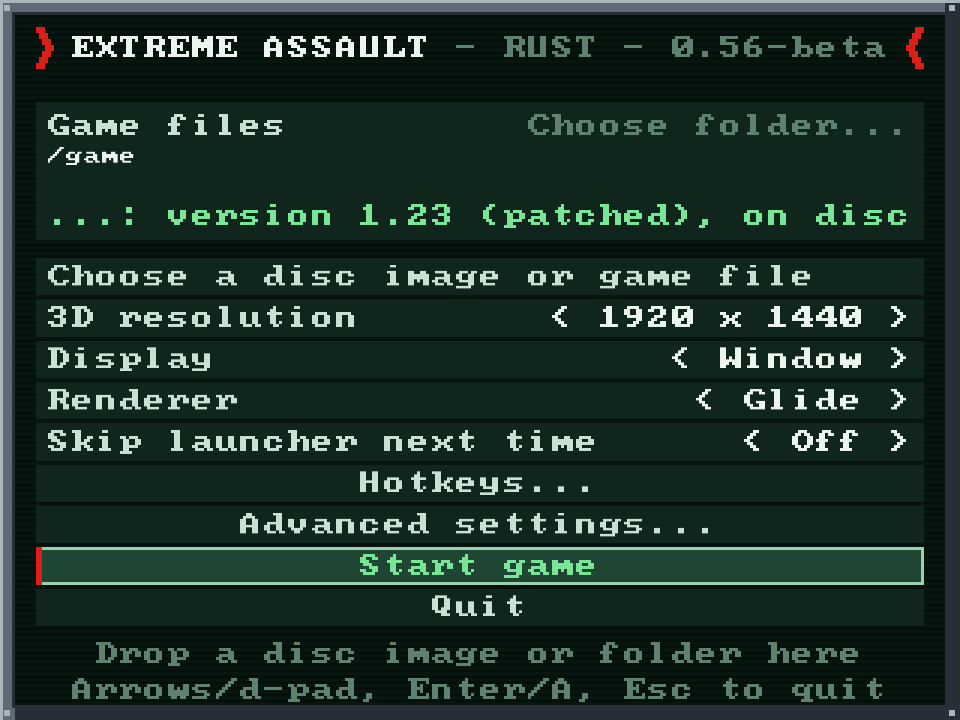 EXTREME ASSAULT - RUST - 0.56-beta
Game files Choose folder...
/game
...: version 1.23 (patched), on disc
Choose a disc image or game file
3D resolution < 1920 x 1440 >
Display < Window >
Renderer < Glide >
Skip launcher next time < Off >
Hotkeys...
Advanced settings...
Start game
Quit
Drop a disc image or folder here
Arrows/d-pad, Enter/A, Esc to quit